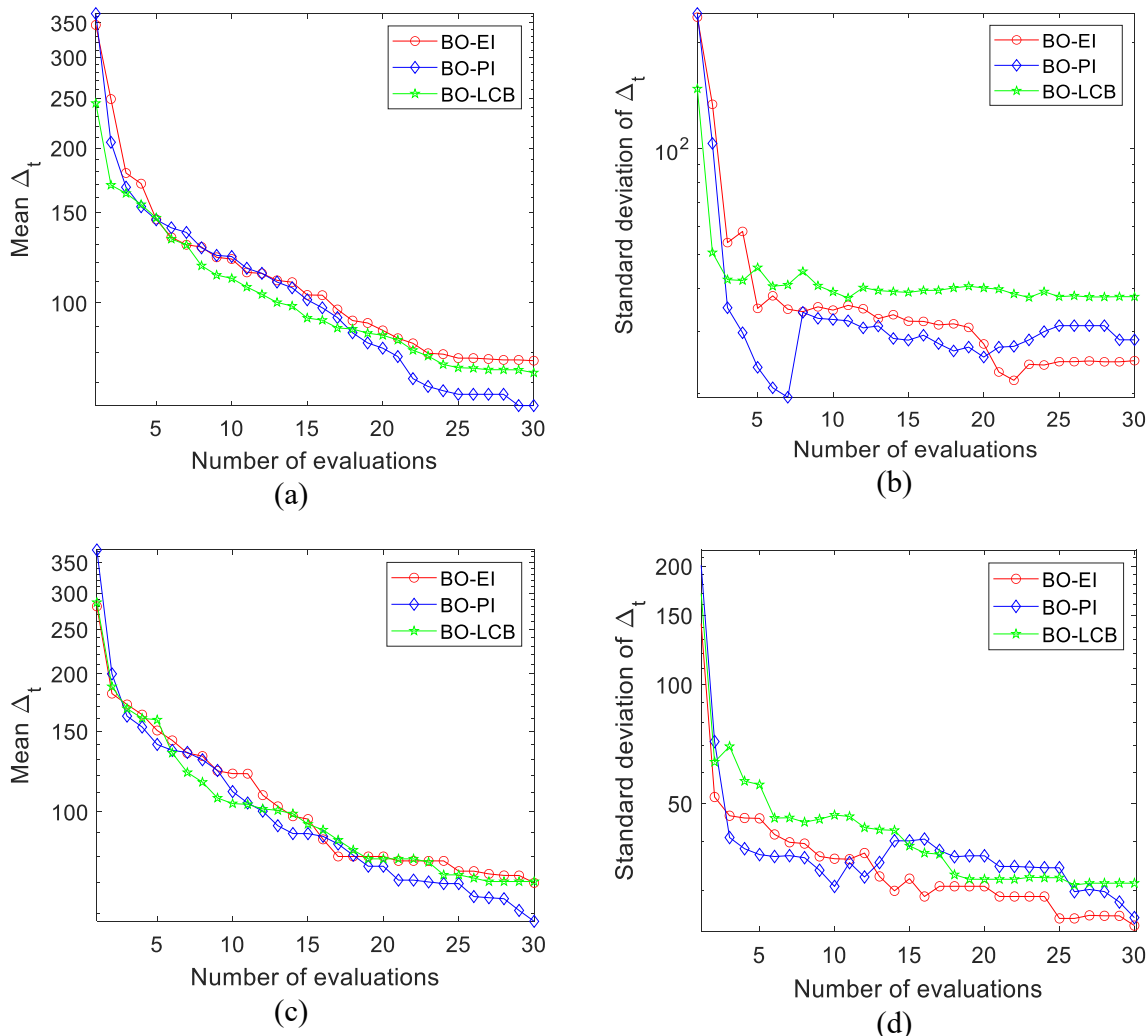 Mean Δ_t
350
300
250
200
150
100
5 10 15 20 25 30
Number of evaluations
BO-EI
BO-PI
BO-LCB
(a)
Standard deviation of Δ_t
10²
5 10 15 20 25 30
Number of evaluations
BO-EI
BO-PI
BO-LCB
(b)
Mean Δ_t
350
300
250
200
150
100
5 10 15 20 25 30
Number of evaluations
BO-EI
BO-PI
BO-LCB
(c)
Standard deviation of Δ_t
200
150
100
50
5 10 15 20 25 30
Number of evaluations
BO-EI
BO-PI
BO-LCB
(d)